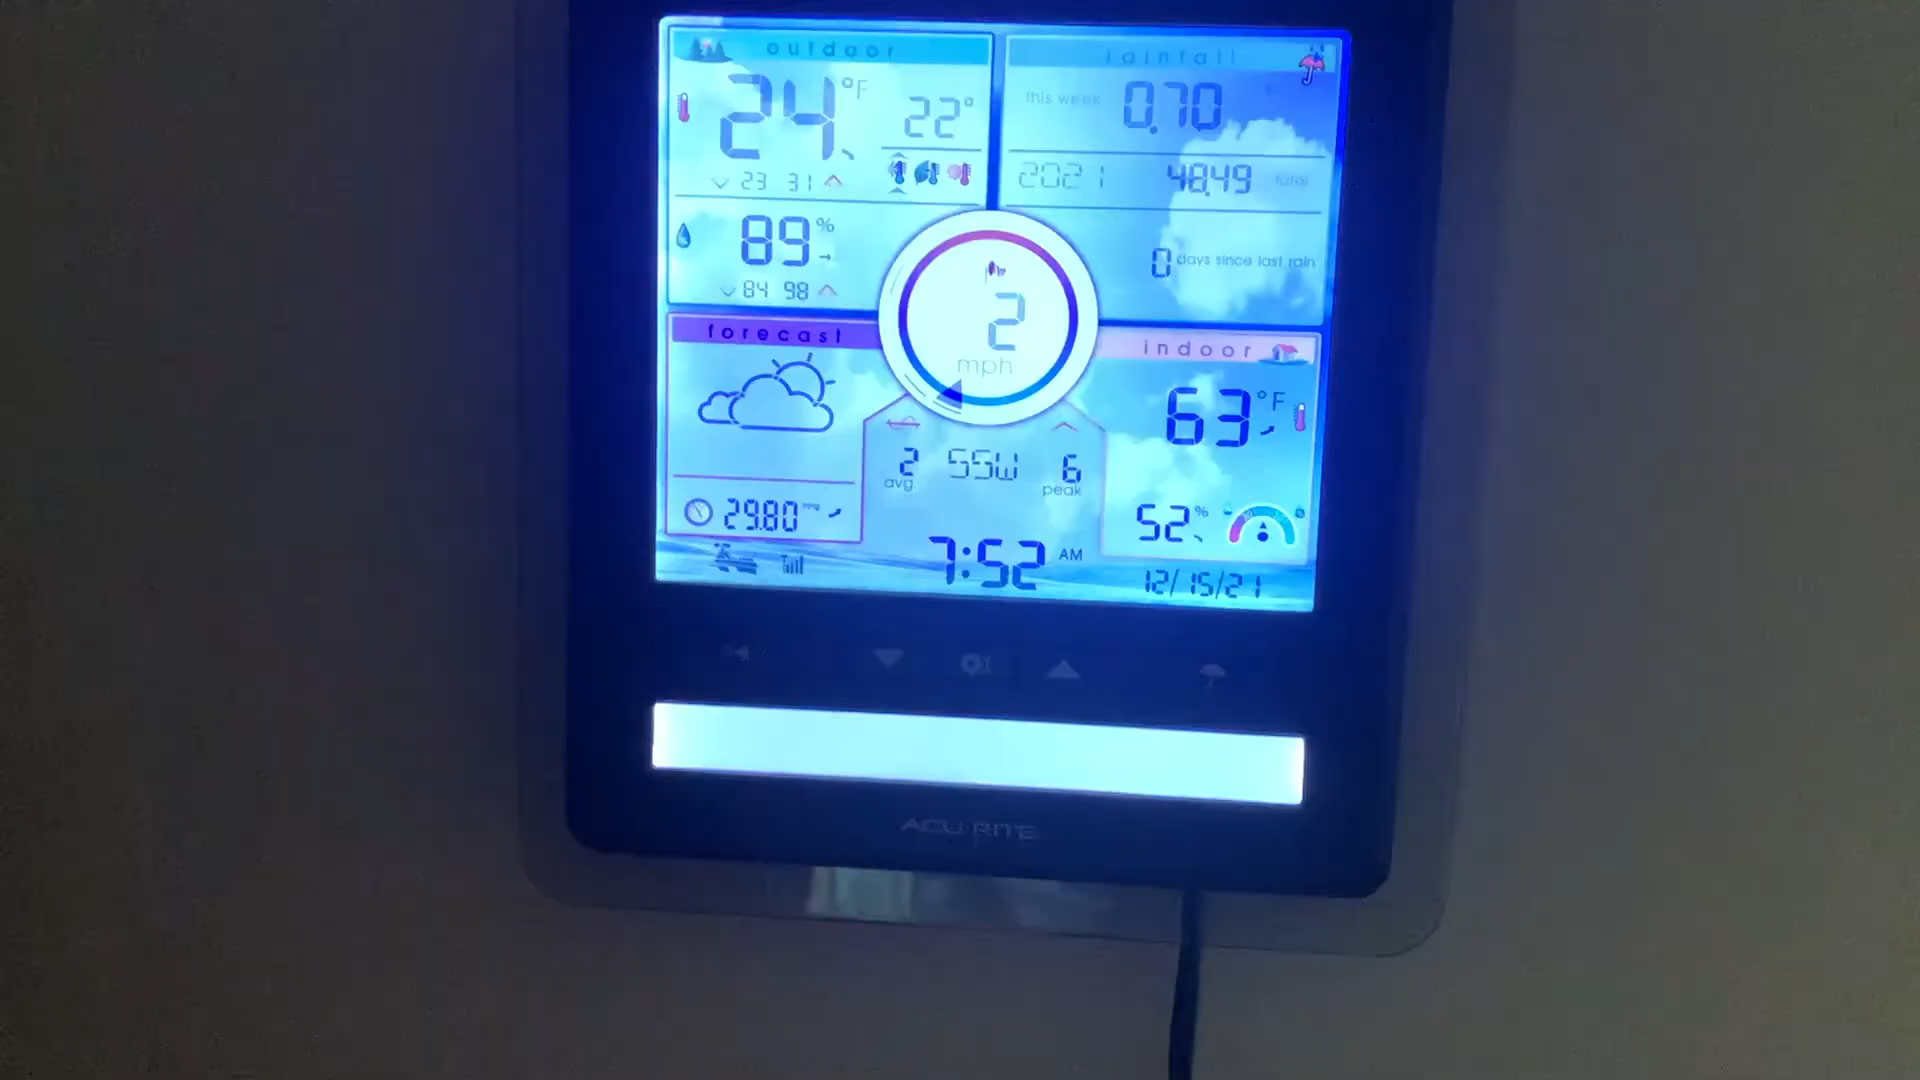 outdoor
24 °F 22°
23 31
89 %
84 98
rainfall
this week 0.70
2021 48.49 total
0 days since last rain
2
mph
forecast
29.80 inHg
2 avg SSW 6 peak
indoor
63 °F
52 %
7:52 AM
12/15/21
ACURITE